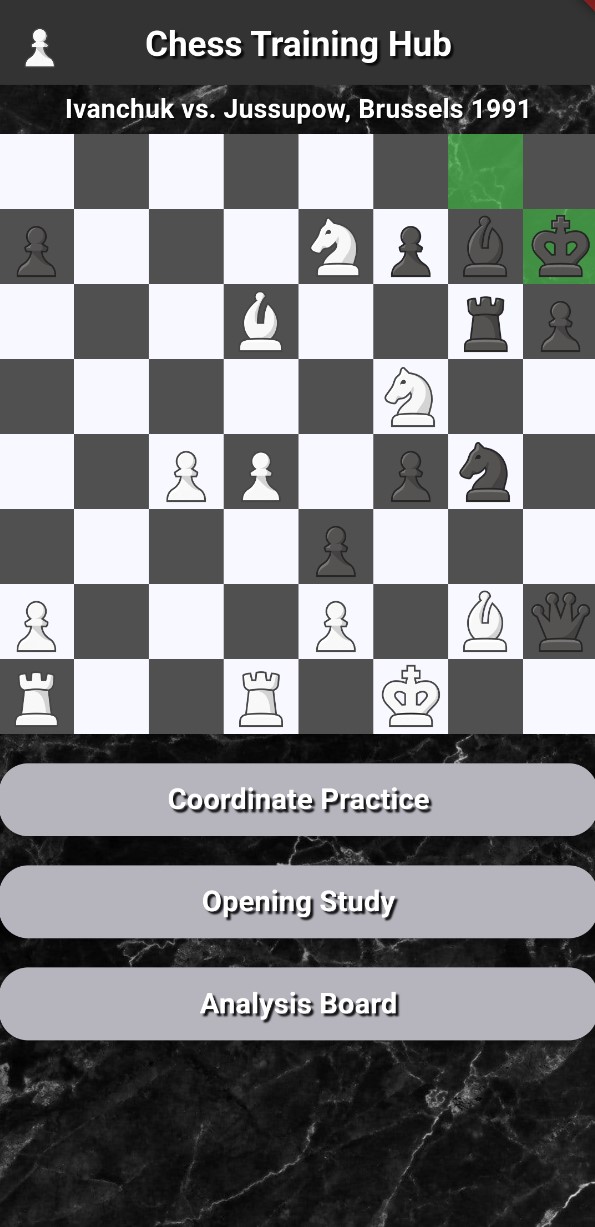 Chess Training Hub
Ivanchuk vs. Jussupow, Brussels 1991
Coordinate Practice
Opening Study
Analysis Board